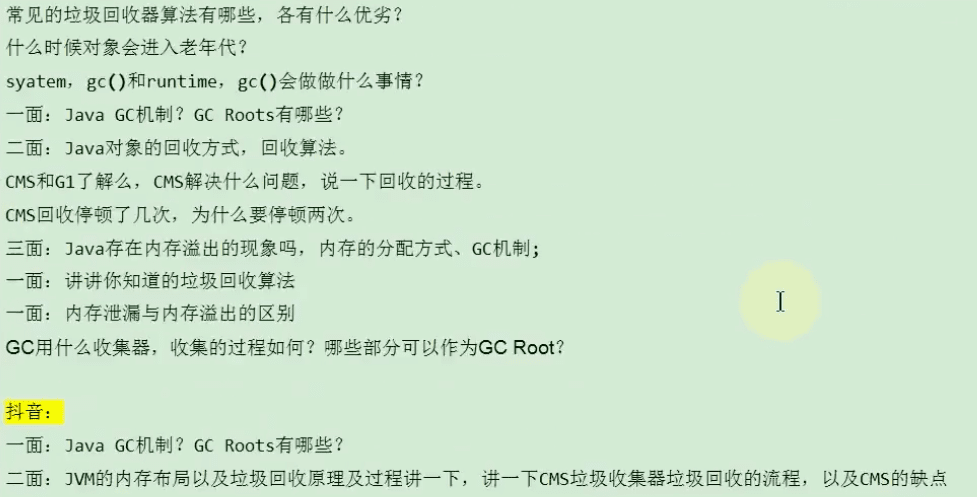 常见的垃圾回收器算法有哪些，各有什么优劣？
什么时候对象会进入老年代？
syatem，gc()和runtime，gc()会做做什么事情？
一面：Java GC机制？GC Roots有哪些？
二面：Java对象的回收方式，回收算法。
CMS和G1了解么，CMS解决什么问题，说一下回收的过程。
CMS回收停顿了几次，为什么要停顿两次。
三面：Java存在内存溢出的现象吗，内存的分配方式、GC机制;
一面：讲讲你知道的垃圾回收算法
一面：内存泄漏与内存溢出的区别
GC用什么收集器，收集的过程如何？哪些部分可以作为GC Root？
抖音：
一面：Java GC机制？GC Roots有哪些？
二面：JVM的内存布局以及垃圾回收原理及过程讲一下，讲一下CMS垃圾收集器垃圾回收的流程，以及CMS的缺点